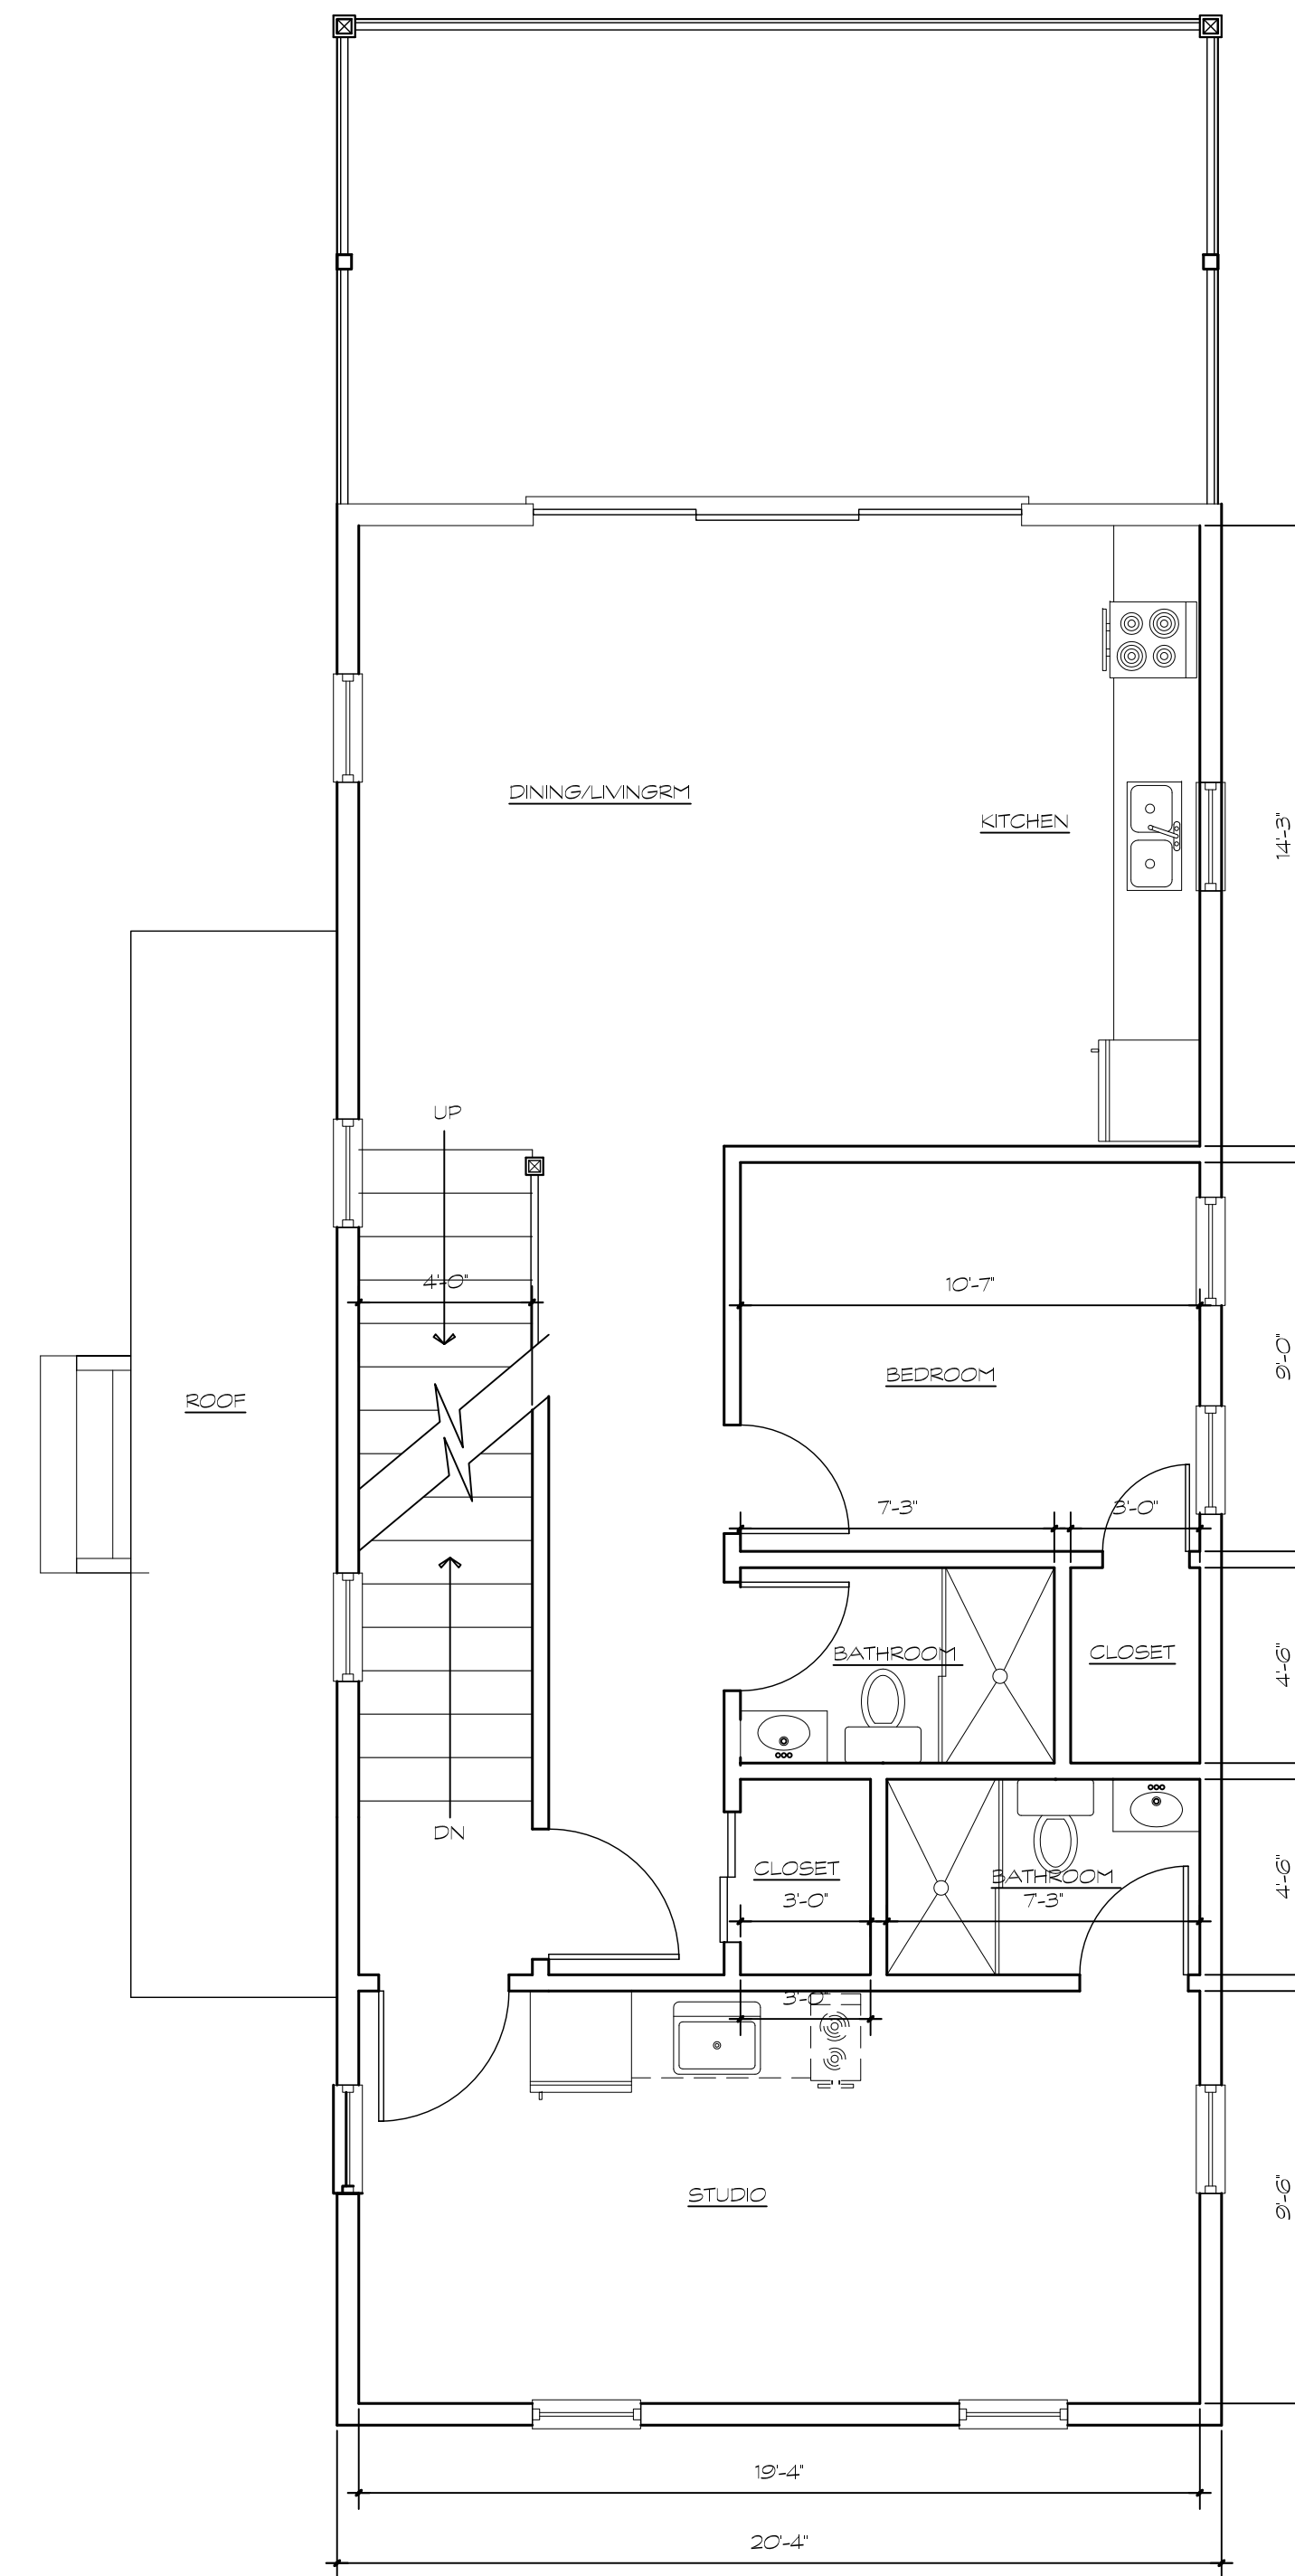 DINING/LIVINGRM
KITCHEN
14'-3"
UP
4'-0"
10'-7"
9'-0"
BEDROOM
ROOF
7'-3"
3'-0"
BATHROOM
CLOSET
4'-6"
DN
CLOSET
BATHROOM
3'-0"
7'-3"
4'-6"
3'-0"
STUDIO
9'-6"
19'-4"
20'-4"